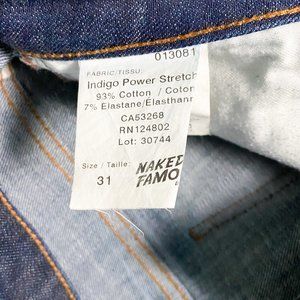 013081
FABRIC/TISSU:
Indigo Power Stretch
93% Cotton / Coton
7% Elastane/Elasthann
CA53268
RN124802
Lot: 30744
Size / Taille:
31
NAKED
FAMO